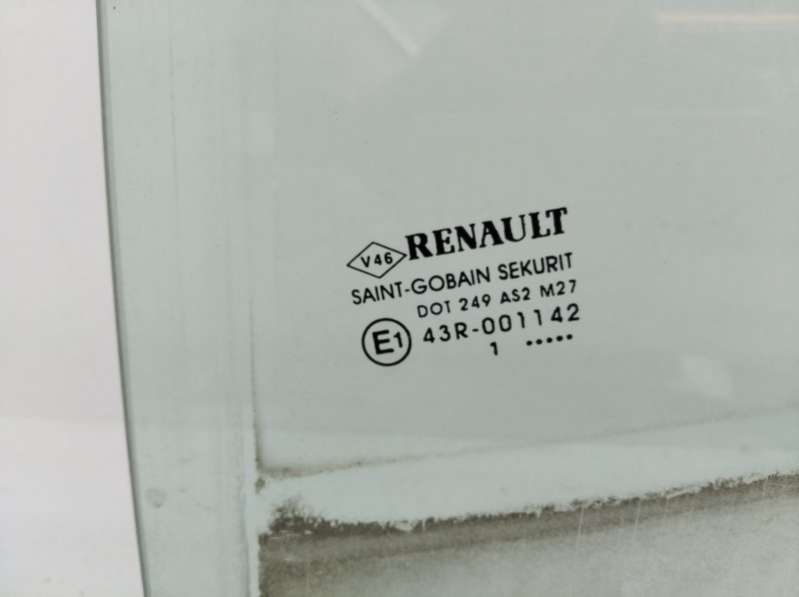 V46 RENAULT
SAINT-GOBAIN SEKURIT
DOT 249 AS2 M27
E1 43R-001142
1 .....